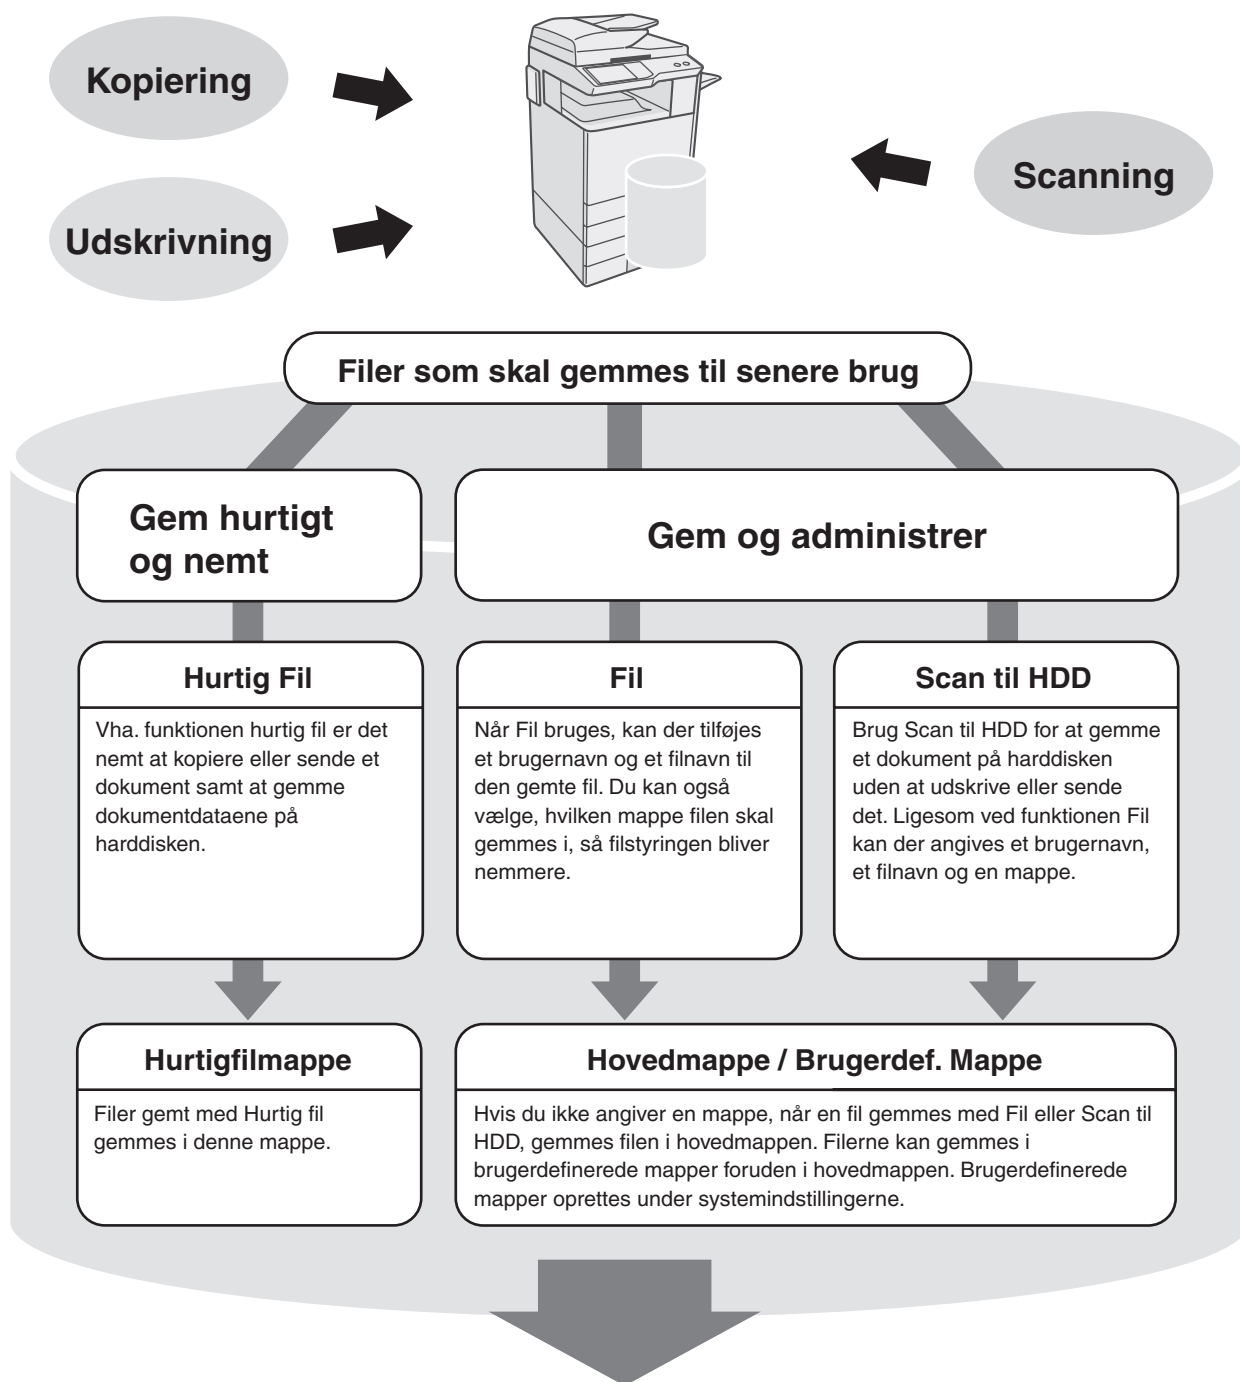 Kopiering
Udskrivning
Scanning
Filer som skal gemmes til senere brug
Gem hurtigt
og nemt
Gem og administrer
Hurtig Fil
Vha. funktionen hurtig fil er det
nemt at kopiere eller sende et
dokument samt at gemme
dokumentdataene på
harddisken.
Fil
Når Fil bruges, kan der tilføjes
et brugernavn og et filnavn til
den gemte fil. Du kan også
vælge, hvilken mappe filen skal
gemmes i, så filstyringen bliver
nemmere.
Scan til HDD
Brug Scan til HDD for at gemme
et dokument på harddisken
uden at udskrive eller sende
det. Ligesom ved funktionen Fil
kan der angives et brugernavn,
et filnavn og en mappe.
Hurtigfilmappe
Filer gemt med Hurtig fil
gemmes i denne mappe.
Hovedmappe / Brugerdef. Mappe
Hvis du ikke angiver en mappe, når en fil gemmes med Fil eller Scan til
HDD, gemmes filen i hovedmappen. Filerne kan gemmes i
brugerdefinerede mapper foruden i hovedmappen. Brugerdefinerede
mapper oprettes under systemindstillingerne.